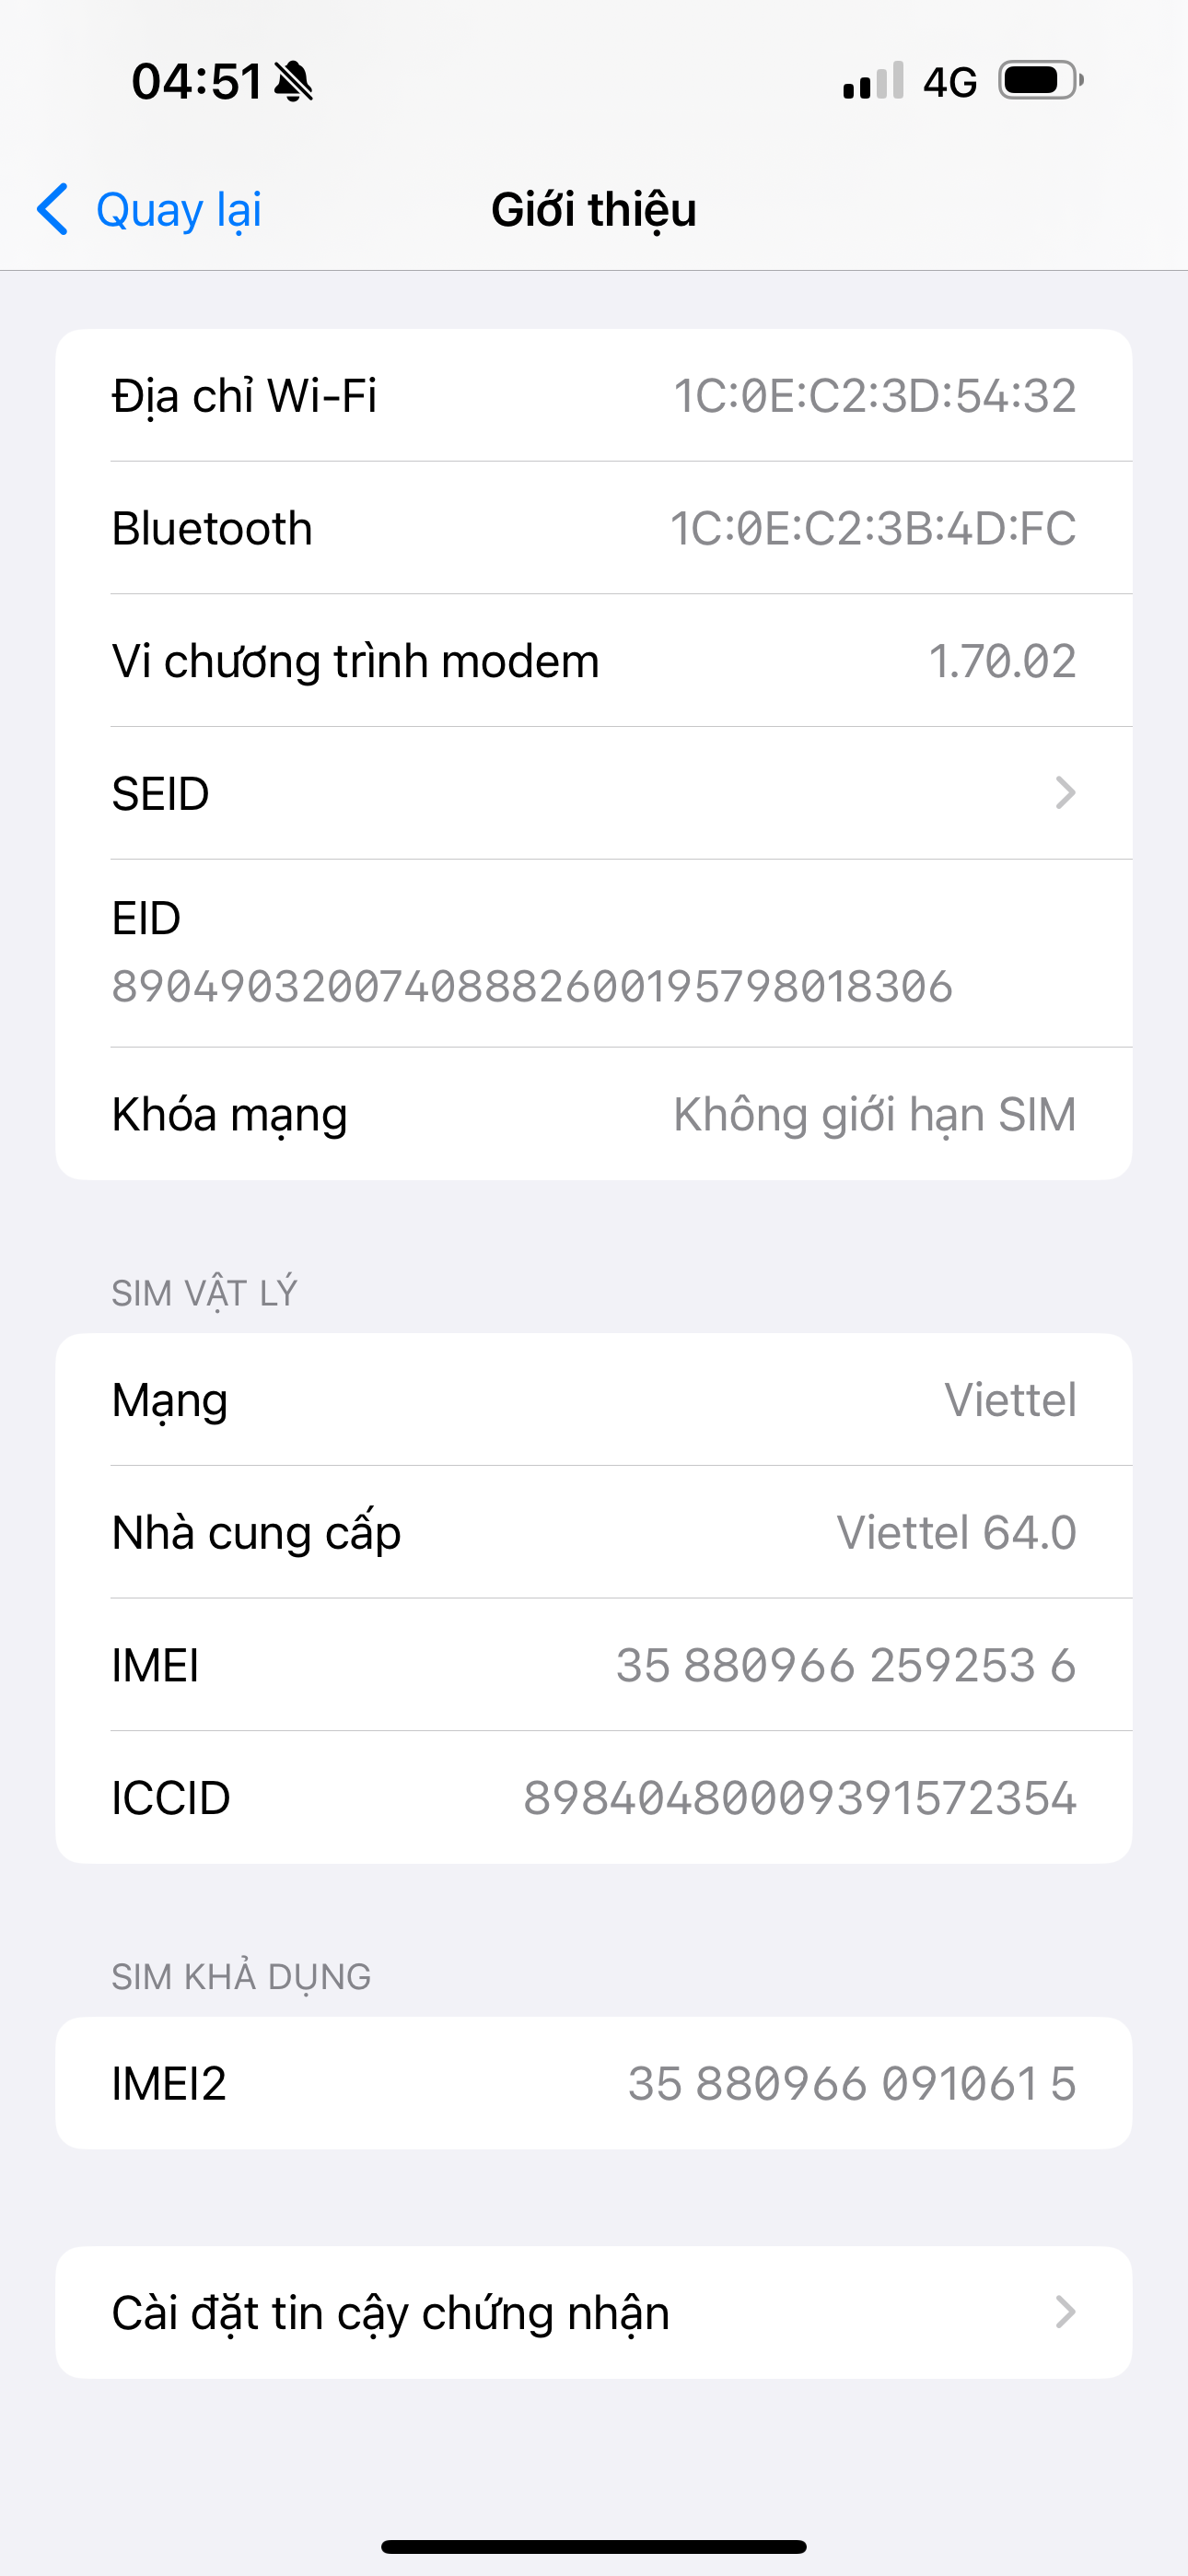 04:51 4G
Quay lại Giới thiệu
Địa chỉ Wi-Fi 1C:0E:C2:3D:54:32
Bluetooth 1C:0E:C2:3B:4D:FC
Vi chương trình modem 1.70.02
SEID
EID
89049032007408882600195798018306
Khóa mạng Không giới hạn SIM
SIM VẬT LÝ
Mạng Viettel
Nhà cung cấp Viettel 64.0
IMEI 35 880966 259253 6
ICCID 8984048000939157​2354
SIM KHẢ DỤNG
IMEI2 35 880966 091061 5
Cài đặt tin cậy chứng nhận